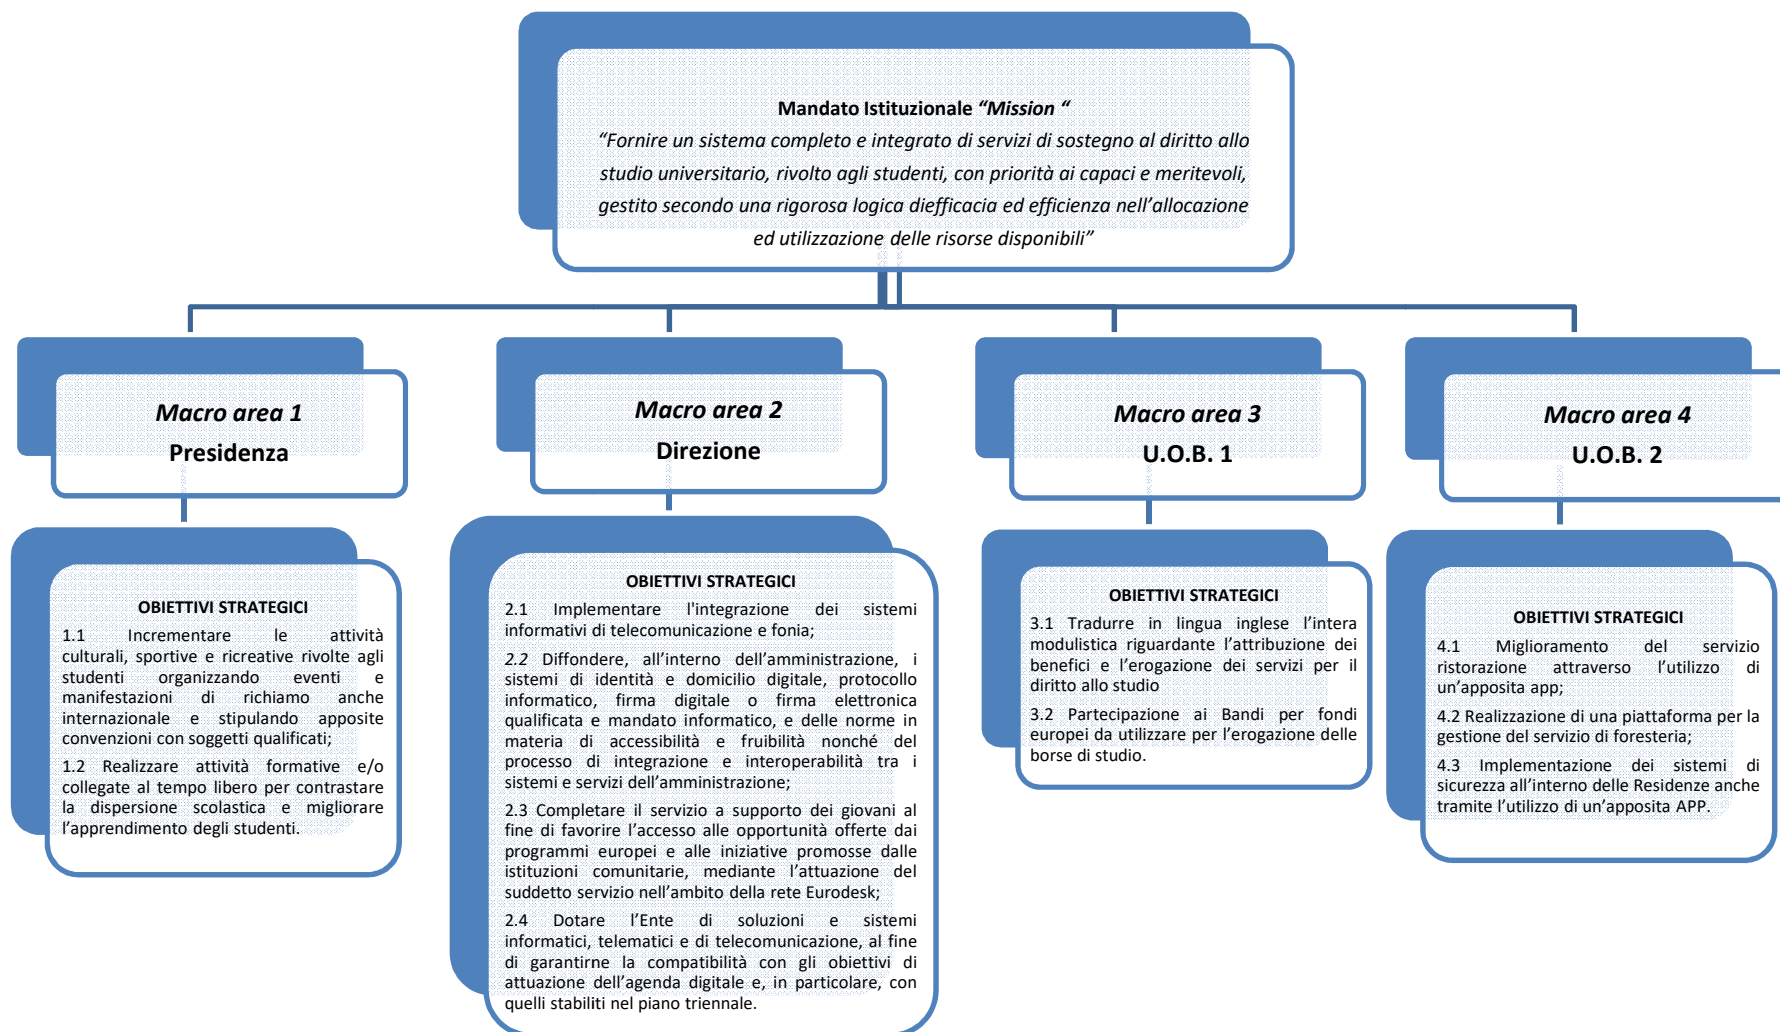 Mandato Istituzionale “Mission “
“Fornire un sistema completo e integrato di servizi di sostegno al diritto allo
studio universitario, rivolto agli studenti, con priorità ai capaci e meritevoli,
gestito secondo una rigorosa logica diefficacia ed efficienza nell’allocazione
ed utilizzazione delle risorse disponibili”
Macro area 1
Presidenza
Macro area 2
Direzione
Macro area 3
U.O.B. 1
Macro area 4
U.O.B. 2
OBIETTIVI STRATEGICI
1.1 Incrementare le attività
culturali, sportive e ricreative rivolte agli
studenti organizzando eventi e
manifestazioni di richiamo anche
internazionale e stipulando apposite
convenzioni con soggetti qualificati;
1.2 Realizzare attività formative e/o
collegate al tempo libero per contrastare
la dispersione scolastica e migliorare
l’apprendimento degli studenti.
OBIETTIVI STRATEGICI
2.1 Implementare l'integrazione dei sistemi
informativi di telecomunicazione e fonia;
2.2 Diffondere, all’interno dell’amministrazione, i
sistemi di identità e domicilio digitale, protocollo
informatico, firma digitale o firma elettronica
qualificata e mandato informatico, e delle norme in
materia di accessibilità e fruibilità nonché del
processo di integrazione e interoperabilità tra i
sistemi e servizi dell’amministrazione;
2.3 Completare il servizio a supporto dei giovani al
fine di favorire l’accesso alle opportunità offerte dai
programmi europei e alle iniziative promosse dalle
istituzioni comunitarie, mediante l’attuazione del
suddetto servizio nell’ambito della rete Eurodesk;
2.4 Dotare l’Ente di soluzioni e sistemi
informatici, telematici e di telecomunicazione, al fine
di garantirne la compatibilità con gli obiettivi di
attuazione dell’agenda digitale e, in particolare, con
quelli stabiliti nel piano triennale.
OBIETTIVI STRATEGICI
3.1 Tradurre in lingua inglese l’intera
modulistica riguardante l’attribuzione dei
benefici e l’erogazione dei servizi per il
diritto allo studio
3.2 Partecipazione ai Bandi per fondi
europei da utilizzare per l’erogazione delle
borse di studio.
OBIETTIVI STRATEGICI
4.1 Miglioramento del servizio
ristorazione attraverso l’utilizzo di
un’apposita app;
4.2 Realizzazione di una piattaforma per la
gestione del servizio di foresteria;
4.3 Implementazione dei sistemi di
sicurezza all’interno delle Residenze anche
tramite l’utilizzo di un’apposita APP.